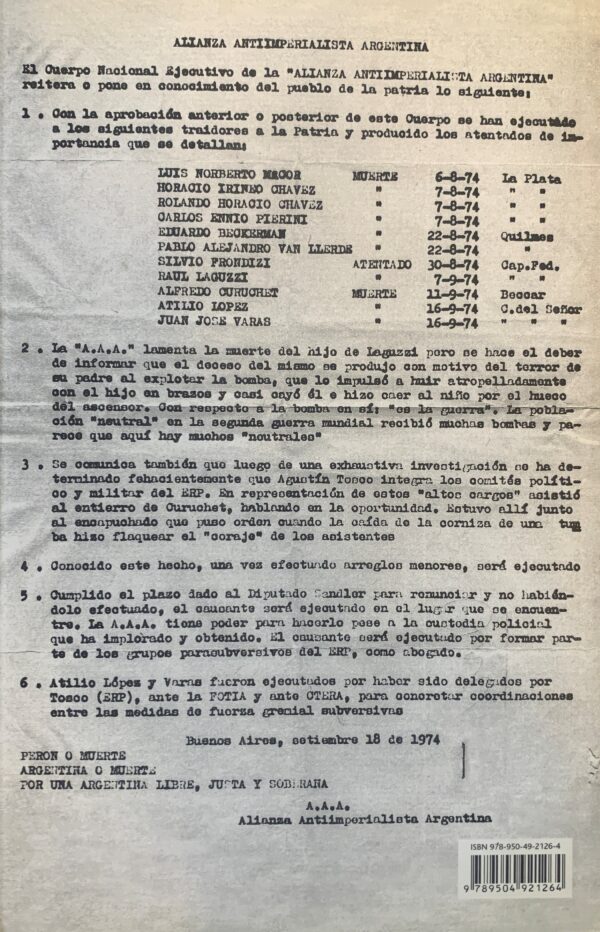 ALIANZA ANTIIMPERIALISTA ARGENTINA
El Cuerpo Nacional Ejecutivo de la "ALIANZA ANTIIMPERIALISTA ARGENTINA"
reitera o pone en conocimiento del pueblo de la patria lo siguiente:
1 . Con la aprobación anterior o posterior de este Cuerpo se han ejecutado
a los siguientes traidores a la Patria y producido los atentados de im-
portancia que se detallan:
LUIS NORBERTO MACOR MUERTE 6-8-74 La Plata
HORACIO IRINEO CHAVEZ " 7-8-74 " "
ROLANDO HORACIO CHAVEZ " 7-8-74 " "
CARLOS ENNIO PIERINI " 7-8-74 " "
EDUARDO BECKERMAN " 22-8-74 Quilmes
PABLO ALEJANDRO VAN LLERDE " 22-8-74 "
SILVIO FRONDIZI ATENTADO 30-8-74 Cap.Fed.
RAUL LAGUZZI " 7-9-74 " "
ALFREDO CURUCHET MUERTE 11-9-74 Beccar
ATILIO LOPEZ " 16-9-74 C.del Señor
JUAN JOSE VARAS " 16-9-74 " " "
2 . La "A.A.A." lamenta la muerte del hijo de Laguzzi pero se hace el deber
de informar que el deceso del mismo se produjo con motivo del terror de
su padre al explotar la bomba, que lo impulsó a huir atropelladamente
con el hijo en brazos y casi cayó él e hizo caer al niño por el hueco
del ascensor. Con respecto a la bomba en sí: "es la guerra". La pobla-
ción "neutral" en la segunda guerra mundial recibió muchas bombas y pa-
rece que aquí hay muchos "neutrales"
3 . Se comunica también que luego de una exhaustiva investigación se ha de-
terminado fehacientemente que Agustín Tosco integra los comités políti-
co y militar del ERP. En representación de estos "altos cargos" asistió
al entierro de Curuchet, hablando en la oportunidad. Estuvo allí junto
al encapuchado que puso orden cuando la caída de la corniza de una tum
ba hizo flaquear el "coraje" de los asistentes
4 . Conocido este hecho, una vez efectuado arreglos menores, será ejecutado
5 . Cumplido el plazo dado al Diputado Sandler para renunciar y no habién-
dolo efectuado, el causante será ejecutado en el lugar que se encuen-
tre. La A.A.A. tiene poder para hacerlo pese a la custodia policial
que ha implorado y obtenido. El causante será ejecutado por formar par-
te de los grupos parasubversivos del ERP, como abogado.
6 . Atilio López y Varas fueron ejecutados por haber sido delegados por
Tosco (ERP), ante la FOTIA y ante CTERA, para concretar coordinaciones
entre las medidas de fuerza gremial subversivas
Buenos Aires, setiembre 18 de 1974
PERON O MUERTE
ARGENTINA O MUERTE
POR UNA ARGENTINA LIBRE, JUSTA Y SOBERANA
A.A.A.
Alianza Antiimperialista Argentina
ISBN 978-950-49-2126-4
9 789504 921264